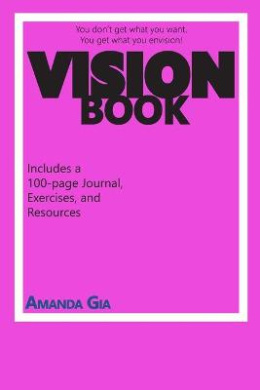 You don't get what you want.
You get what you envision!
VISION
BOOK
Includes a
100-page Journal,
Exercises, and
Resources
AMANDA GIA